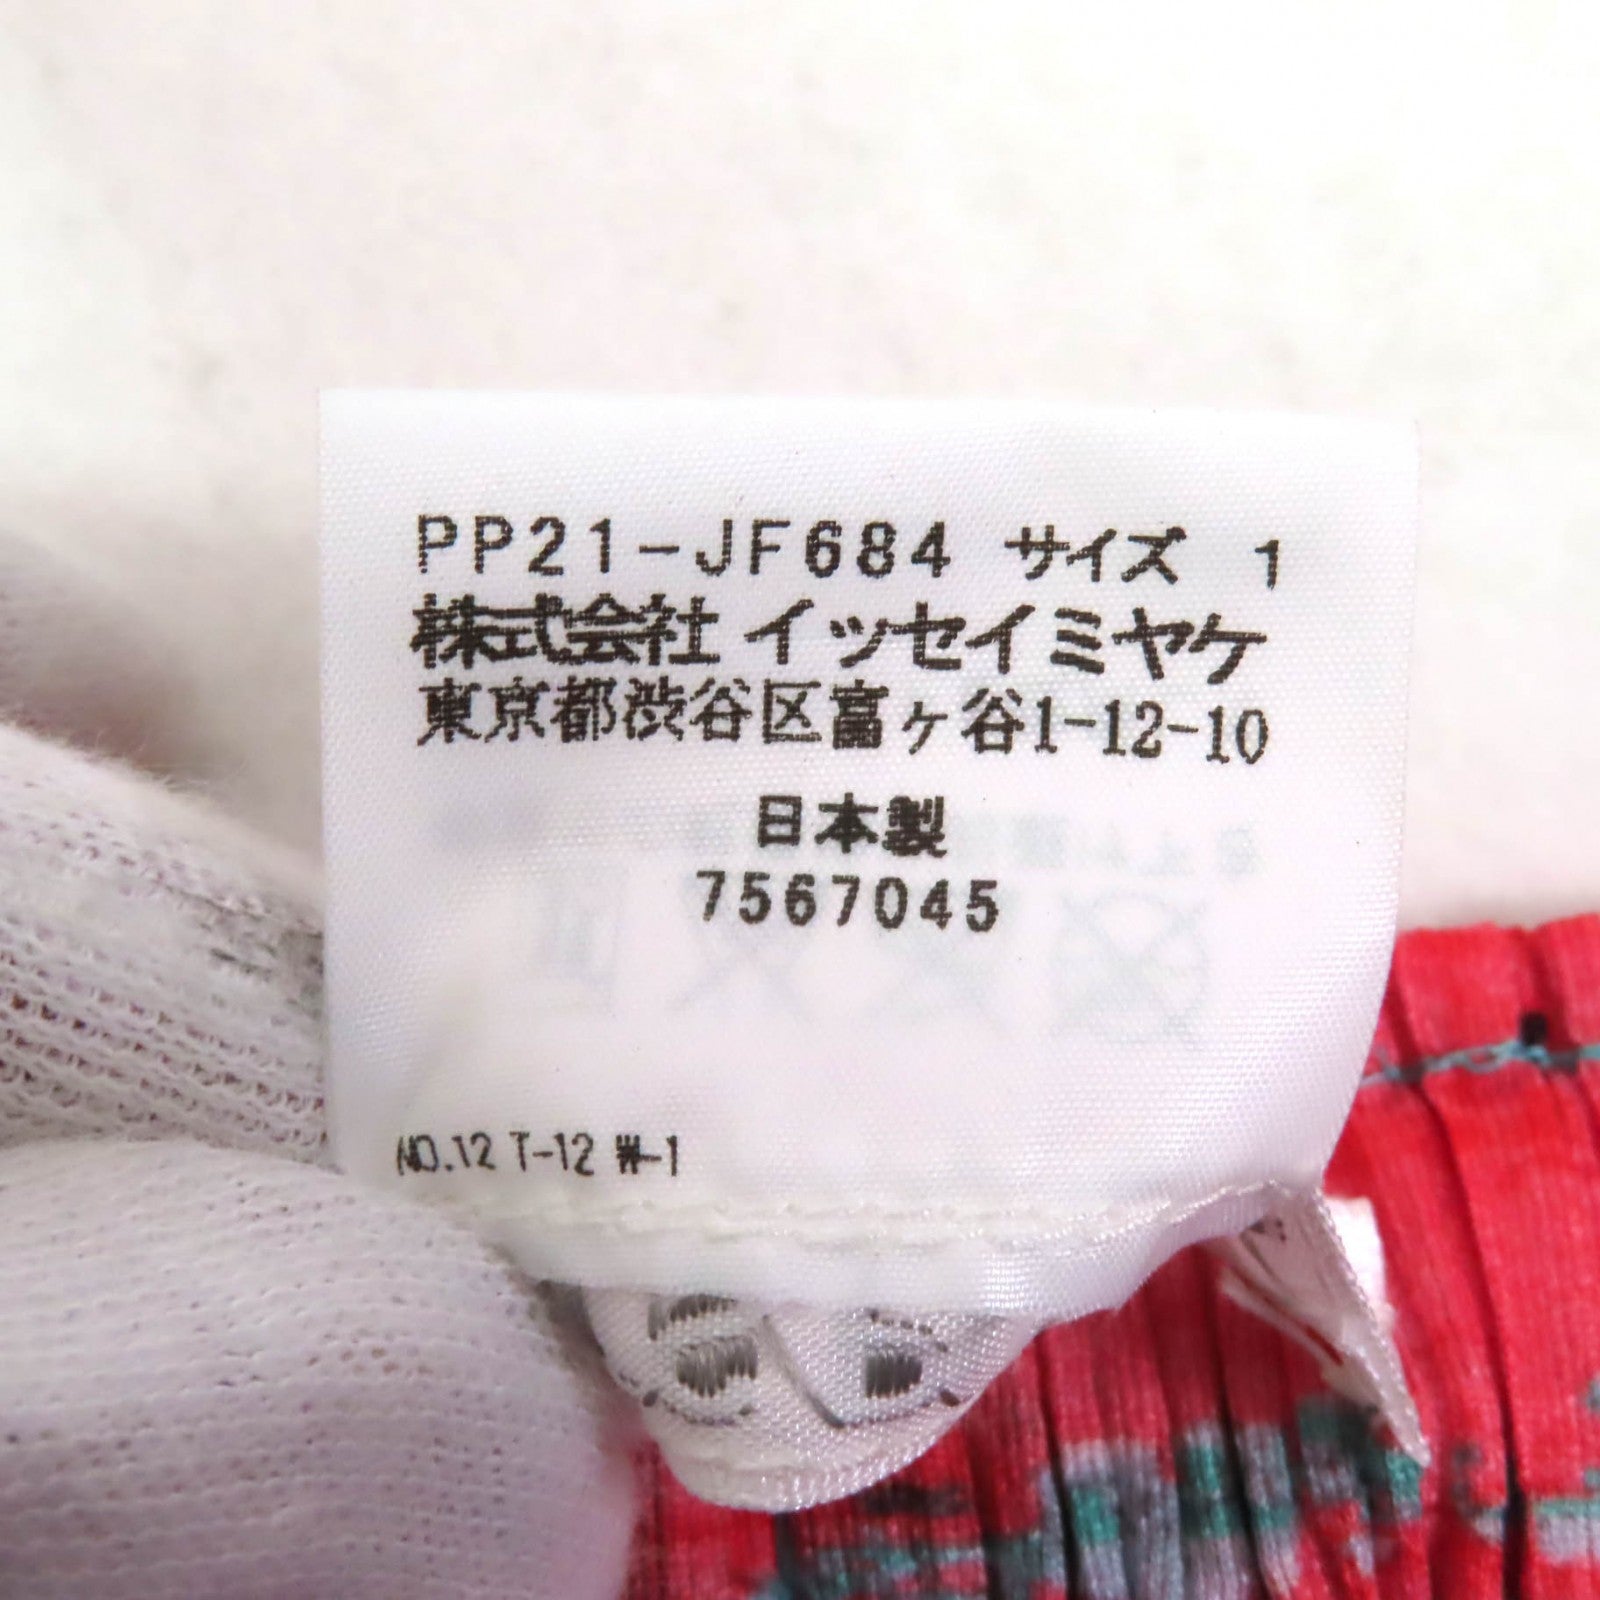 PP21-JF684 サイズ 1
株式会社 イッセイミヤケ
東京都渋谷区富ヶ谷1-12-10
日本製
7567045
NO.12 T-12